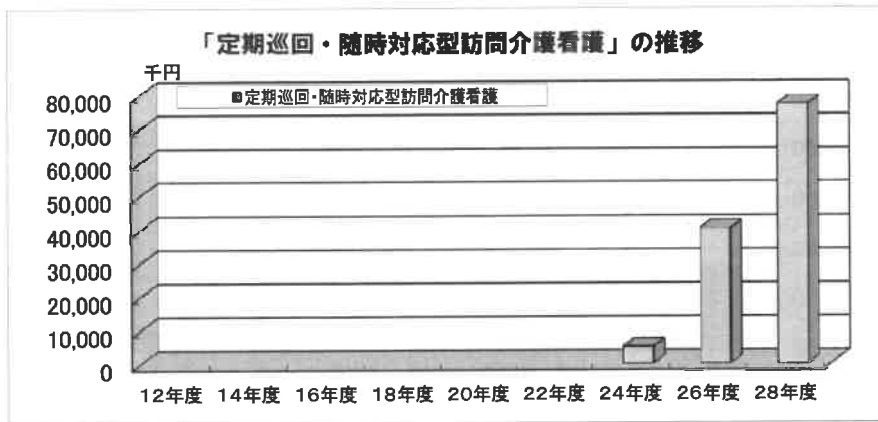 「定期巡回・随時対応型訪問介護看護」の推移
千円
定期巡回・随時対応型訪問介護看護
80,000
70,000
60,000
50,000
40,000
30,000
20,000
10,000
0
12年度 14年度 16年度 18年度 20年度 22年度 24年度 26年度 28年度